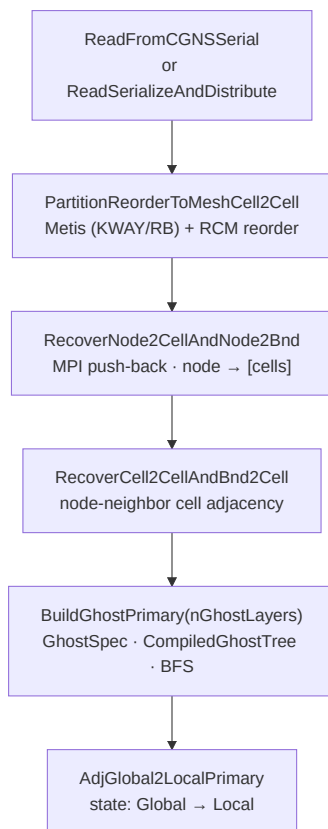 ReadFromCGNSSerial
or
ReadSerializeAndDistribute
PartitionReorderToMeshCell2Cell
Metis (KWAY/RB) + RCM reorder
RecoverNode2CellAndNode2Bnd
MPI push-back · node → [cells]
RecoverCell2CellAndBnd2Cell
node-neighbor cell adjacency
BuildGhostPrimary(nGhostLayers)
GhostSpec · CompiledGhostTree
· BFS
AdjGlobal2LocalPrimary
state: Global → Local